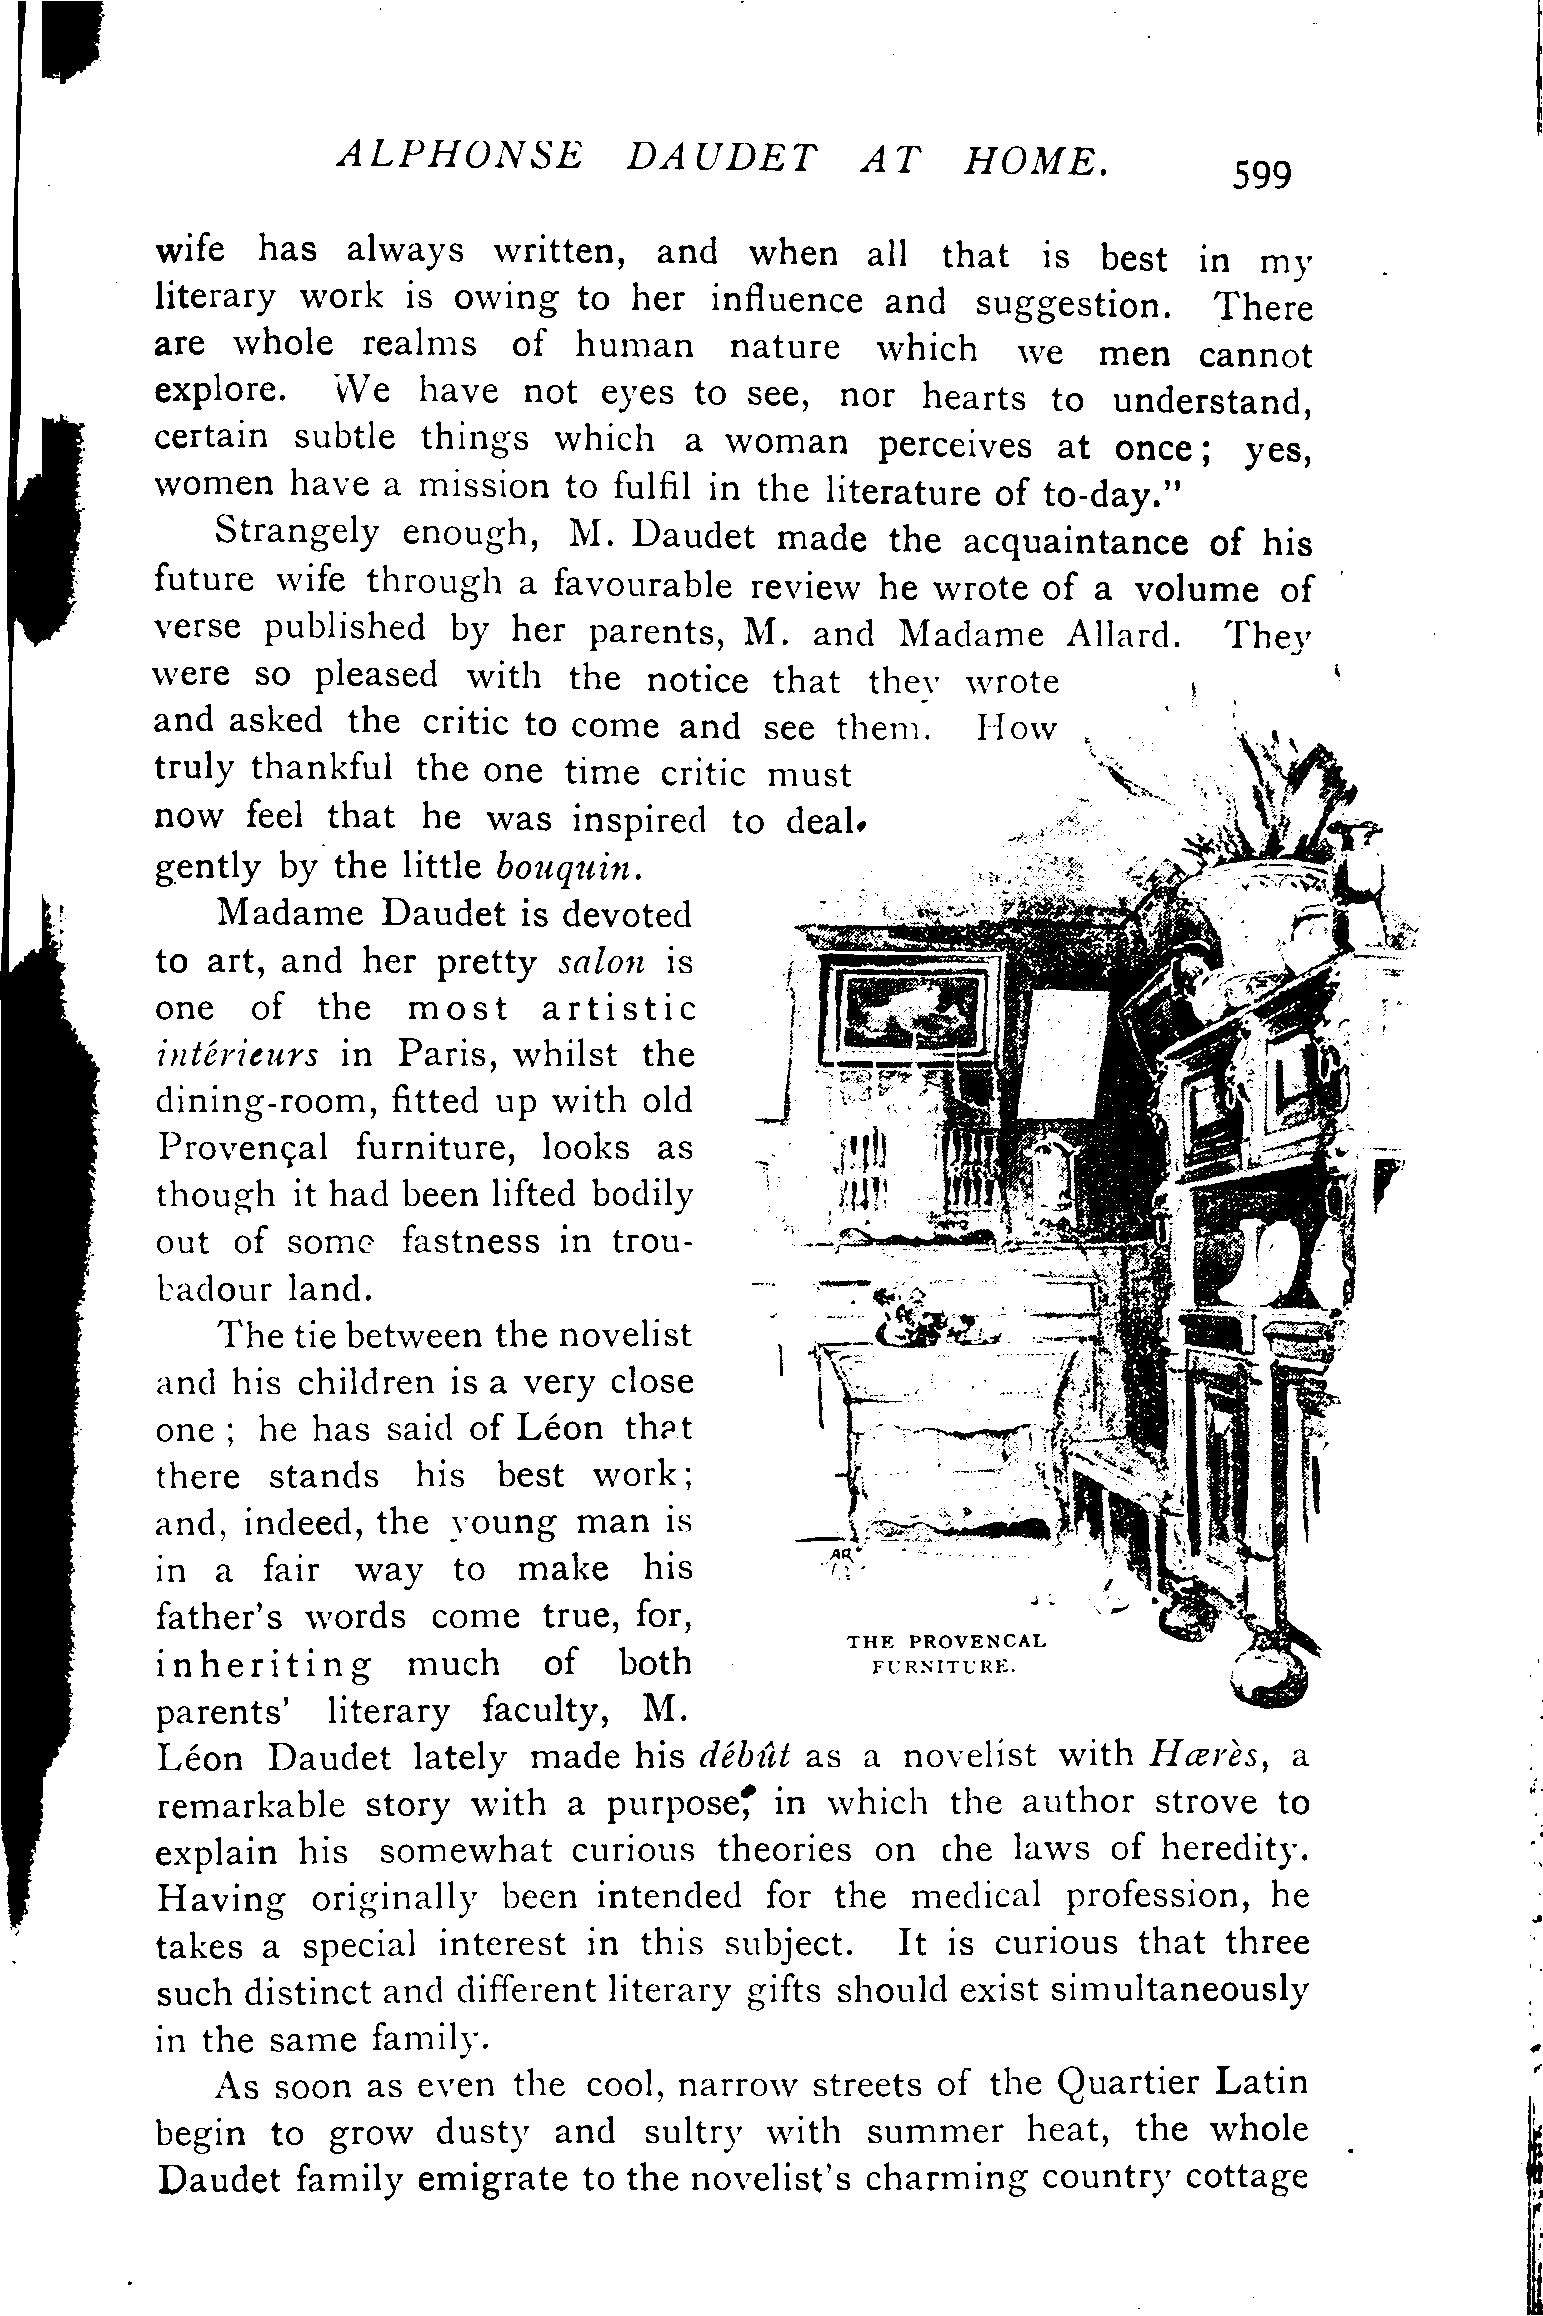 ALPHONSE DAUDET AT HOME. 599
wife has always written, and when all that is best in my
literary work is owing to her influence and suggestion. There
are whole realms of human nature which we men cannot
explore. We have not eyes to see, nor hearts to understand,
certain subtle things which a woman perceives at once; yes,
women have a mission to fulfil in the literature of to-day."
Strangely enough, M. Daudet made the acquaintance of his
future wife through a favourable review he wrote of a volume of
verse published by her parents, M. and Madame Allard. They
were so pleased with the notice that they wrote
and asked the critic to come and see them. How
truly thankful the one time critic must
now feel that he was inspired to deal
gently by the little bouquin.
Madame Daudet is devoted
to art, and her pretty salon is
one of the most artistic
intérieurs in Paris, whilst the
dining-room, fitted up with old
Provençal furniture, looks as
though it had been lifted bodily
out of some fastness in trou-
badour land.
The tie between the novelist
and his children is a very close
one; he has said of Léon that
there stands his best work;
and, indeed, the young man is
in a fair way to make his
father's words come true, for,
inheriting much of both
parents' literary faculty, M.
Léon Daudet lately made his débût as a novelist with Hærès, a
remarkable story with a purpose, in which the author strove to
explain his somewhat curious theories on the laws of heredity.
Having originally been intended for the medical profession, he
takes a special interest in this subject. It is curious that three
such distinct and different literary gifts should exist simultaneously
in the same family.
As soon as even the cool, narrow streets of the Quartier Latin
begin to grow dusty and sultry with summer heat, the whole
Daudet family emigrate to the novelist's charming country cottage
AR
THE PROVENCAL
FURNITURE.